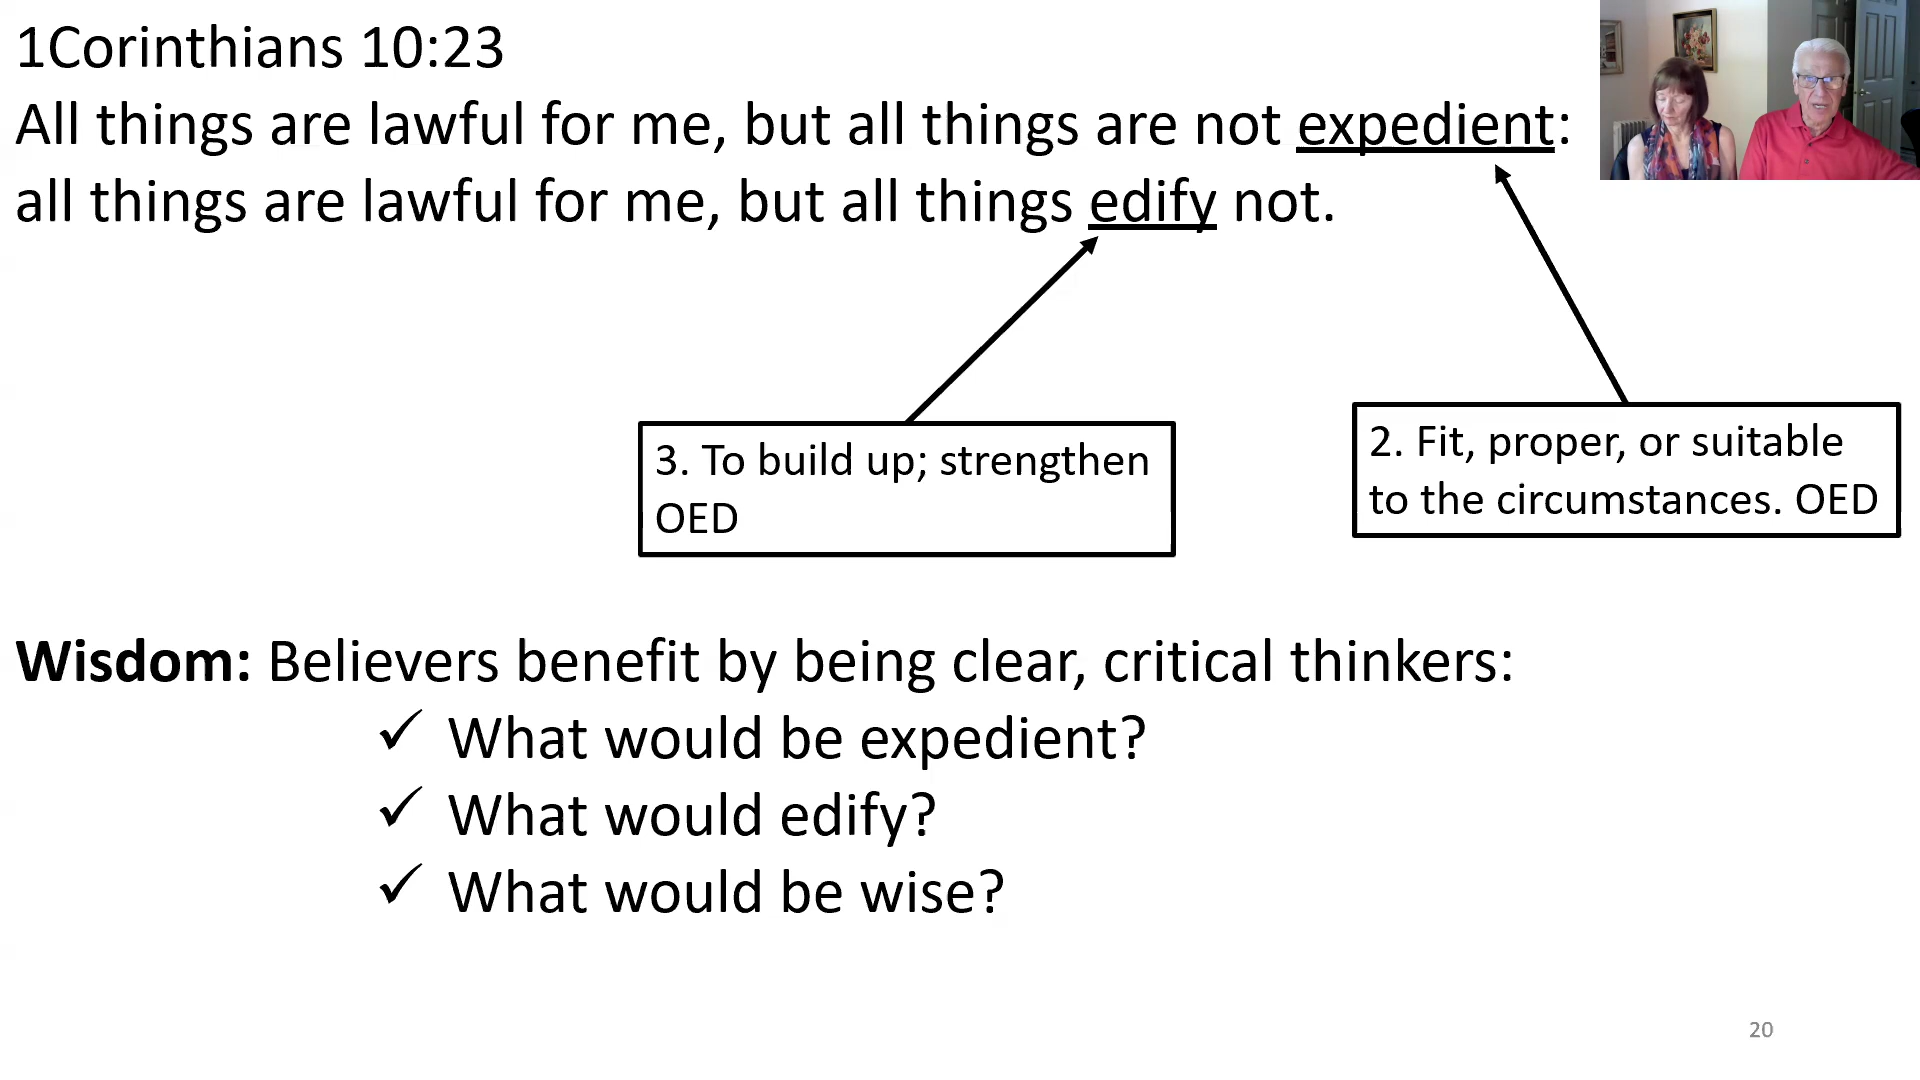 1Corinthians 10:23
All things are lawful for me, but all things are not expedient:
all things are lawful for me, but all things edify not.
3. To build up; strengthen
OED
2. Fit, proper, or suitable
to the circumstances. OED
Wisdom: Believers benefit by being clear, critical thinkers:
✓ What would be expedient?
✓ What would edify?
✓ What would be wise?
20